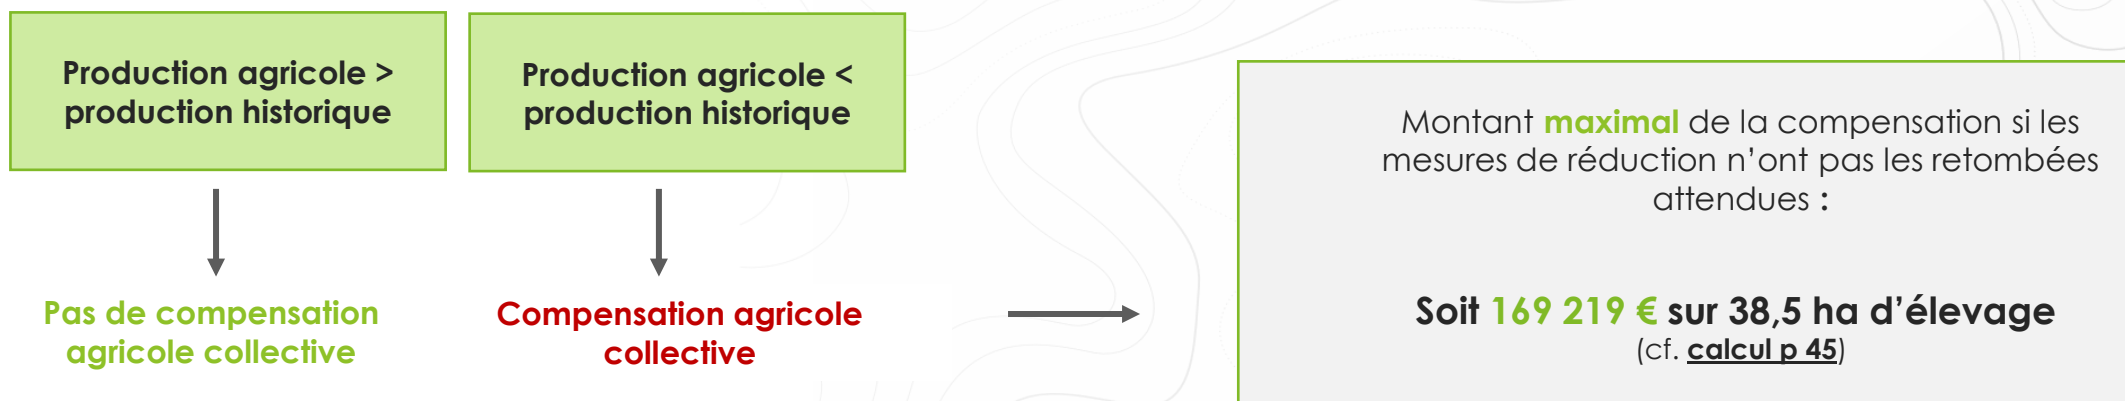 Production agricole >
production historique
Production agricole <
production historique
Pas de compensation
agricole collective
Compensation agricole
collective
Montant maximal de la compensation si les
mesures de réduction n’ont pas les retombées
attendues :
Soit 169 219 € sur 38,5 ha d’élevage
(cf. calcul p 45)